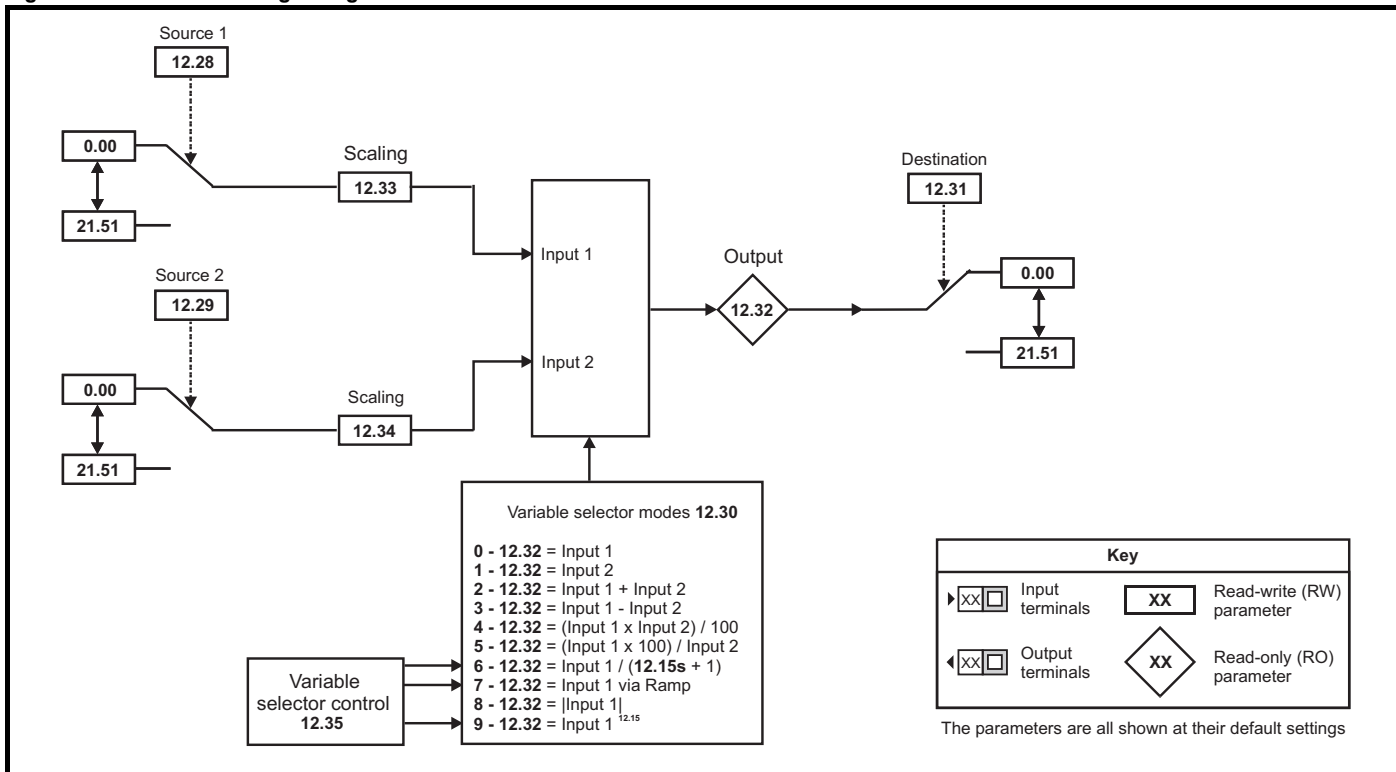 Source 1
12.28
0.00
21.51
Scaling
12.33
Source 2
12.29
0.00
21.51
Scaling
12.34
Input 1
Input 2
Output
12.32
Destination
12.31
0.00
21.51
Variable selector modes 12.30
0 - 12.32 = Input 1
1 - 12.32 = Input 2
2 - 12.32 = Input 1 + Input 2
3 - 12.32 = Input 1 - Input 2
4 - 12.32 = (Input 1 x Input 2) / 100
5 - 12.32 = (Input 1 x 100) / Input 2
6 - 12.32 = Input 1 / (12.15s + 1)
7 - 12.32 = Input 1 via Ramp
8 - 12.32 = |Input 1|
9 - 12.32 = Input 1 12.15
Variable
selector control
12.35
Key
XX
Input
terminals
XX
Read-write (RW)
parameter
XX
Output
terminals
XX
Read-only (RO)
parameter
The parameters are all shown at their default settings